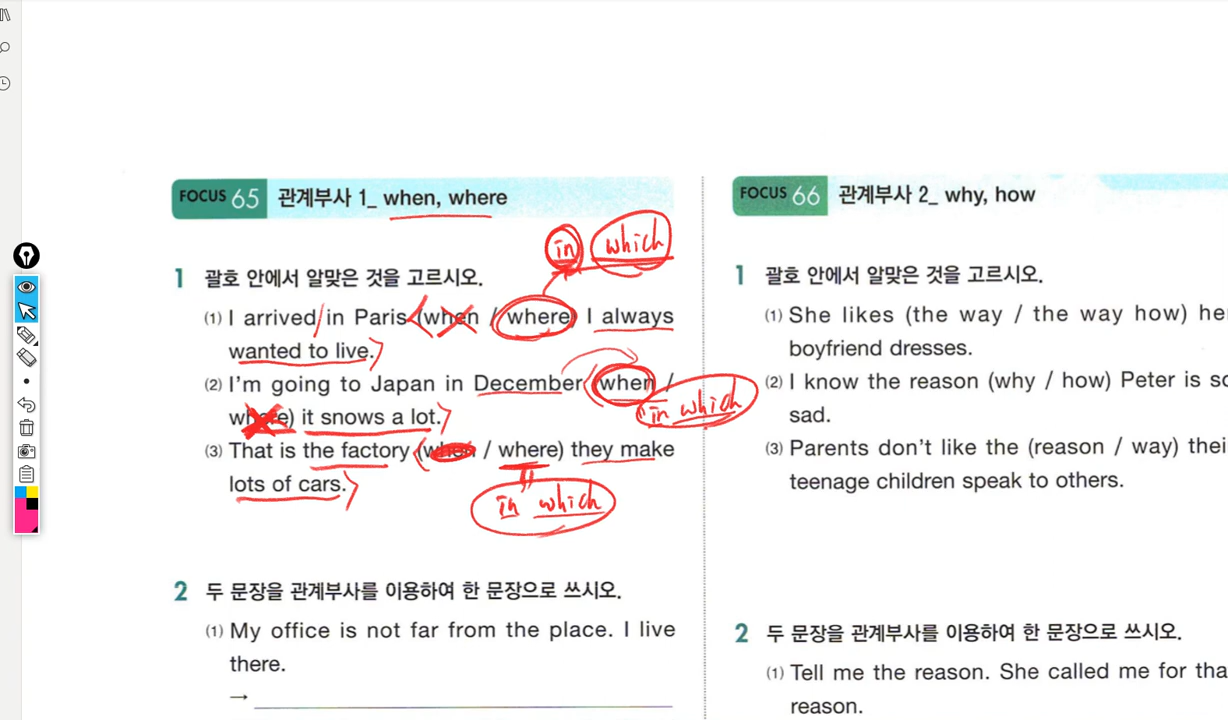 FOCUS 65 관계부사 1_ when, where
in which
1 괄호 안에서 알맞은 것을 고르시오.
(1) I arrived in Paris (when / where) I always
wanted to live.
(2) I'm going to Japan in December (when /
where) it snows a lot.
in which
(3) That is the factory (when / where) they make
lots of cars.
in which
2 두 문장을 관계부사를 이용하여 한 문장으로 쓰시오.
(1) My office is not far from the place. I live
there.
→
FOCUS 66 관계부사 2_ why, how
1 괄호 안에서 알맞은 것을 고르시오.
(1) She likes (the way / the way how) he
boyfriend dresses.
(2) I know the reason (why / how) Peter is so
sad.
(3) Parents don't like the (reason / way) thei
teenage children speak to others.
2 두 문장을 관계부사를 이용하여 한 문장으로 쓰시오.
(1) Tell me the reason. She called me for tha
reason.